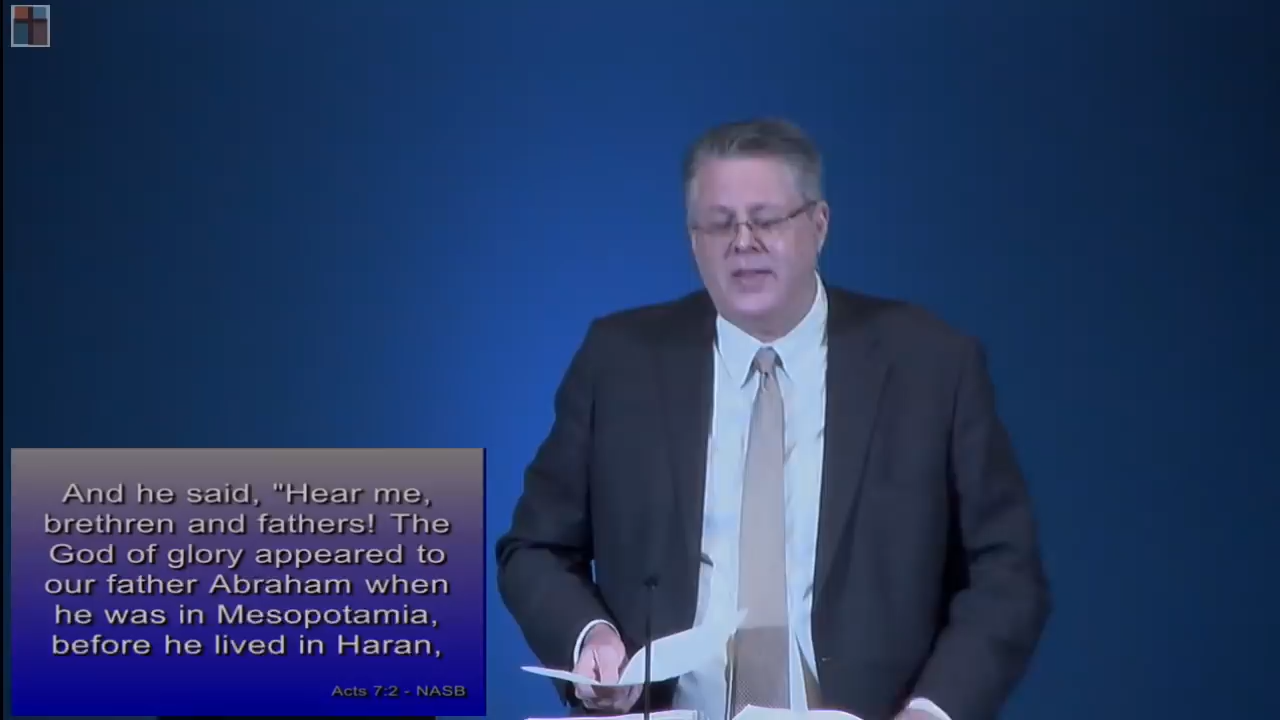 And he said, "Hear me,
brethren and fathers! The
God of glory appeared to
our father Abraham when
he was in Mesopotamia,
before he lived in Haran,
Acts 7:2 - NASB